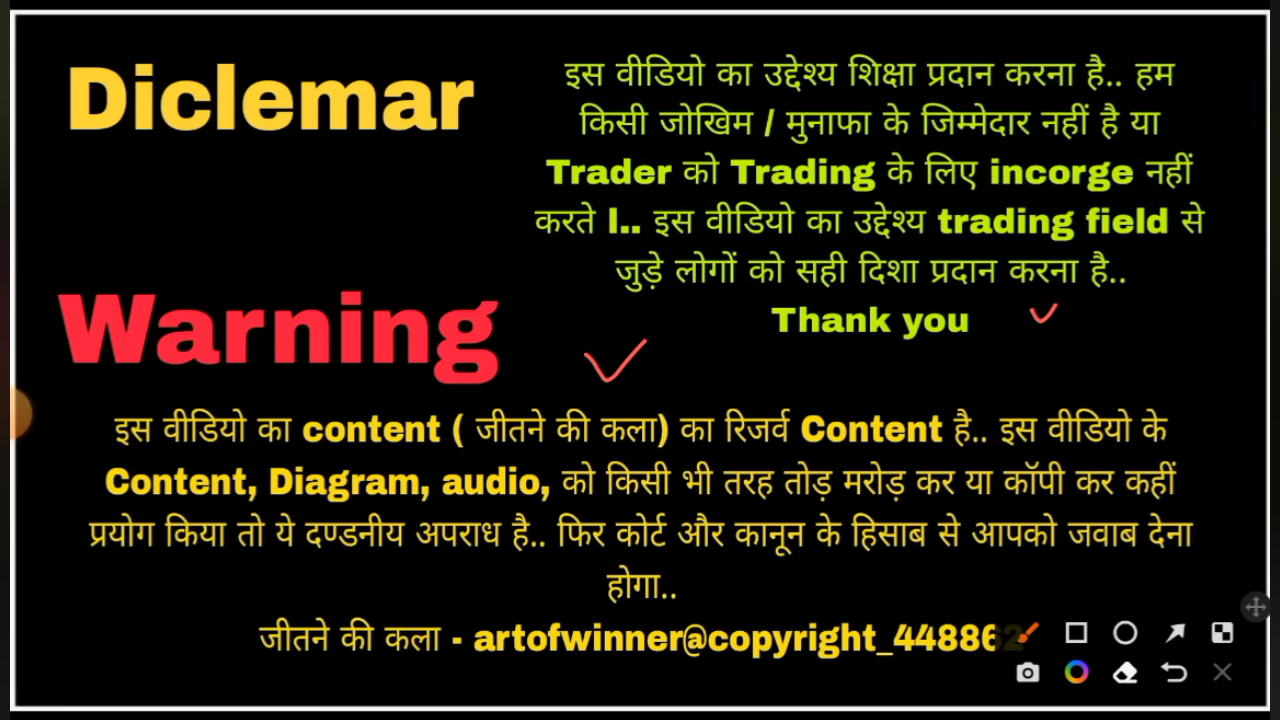 Diclemar
इस वीडियो का उद्देश्य शिक्षा प्रदान करना है.. हम
किसी जोखिम / मुनाफा के जिम्मेदार नहीं है या
Trader को Trading के लिए incorge नहीं
करते l.. इस वीडियो का उद्देश्य trading field से
जुड़े लोगों को सही दिशा प्रदान करना है..
Thank you
Warning
इस वीडियो का content ( जीतने की कला) का रिजर्व Content है.. इस वीडियो के
Content, Diagram, audio, को किसी भी तरह तोड़ मरोड़ कर या कॉपी कर कहीं
प्रयोग किया तो ये दण्डनीय अपराध है.. फिर कोर्ट और कानून के हिसाब से आपको जवाब देना
होगा..
जीतने की कला - artofwinner@copyright_448862